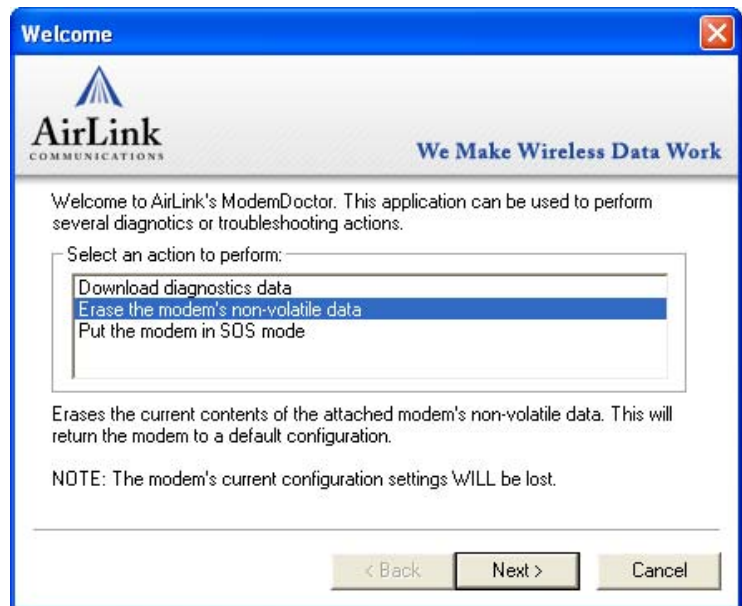 Welcome
AirLink
COMMUNICATIONS
We Make Wireless Data Work
Welcome to AirLink's ModemDoctor. This application can be used to perform
several diagnotics or troubleshooting actions.
Select an action to perform:
Download diagnostics data
Erase the modem's non-volatile data
Put the modem in SOS mode
Erases the current contents of the attached modem's non-volatile data. This will
return the modem to a default configuration.
NOTE: The modem's current configuration settings WILL be lost.
< Back
Next >
Cancel